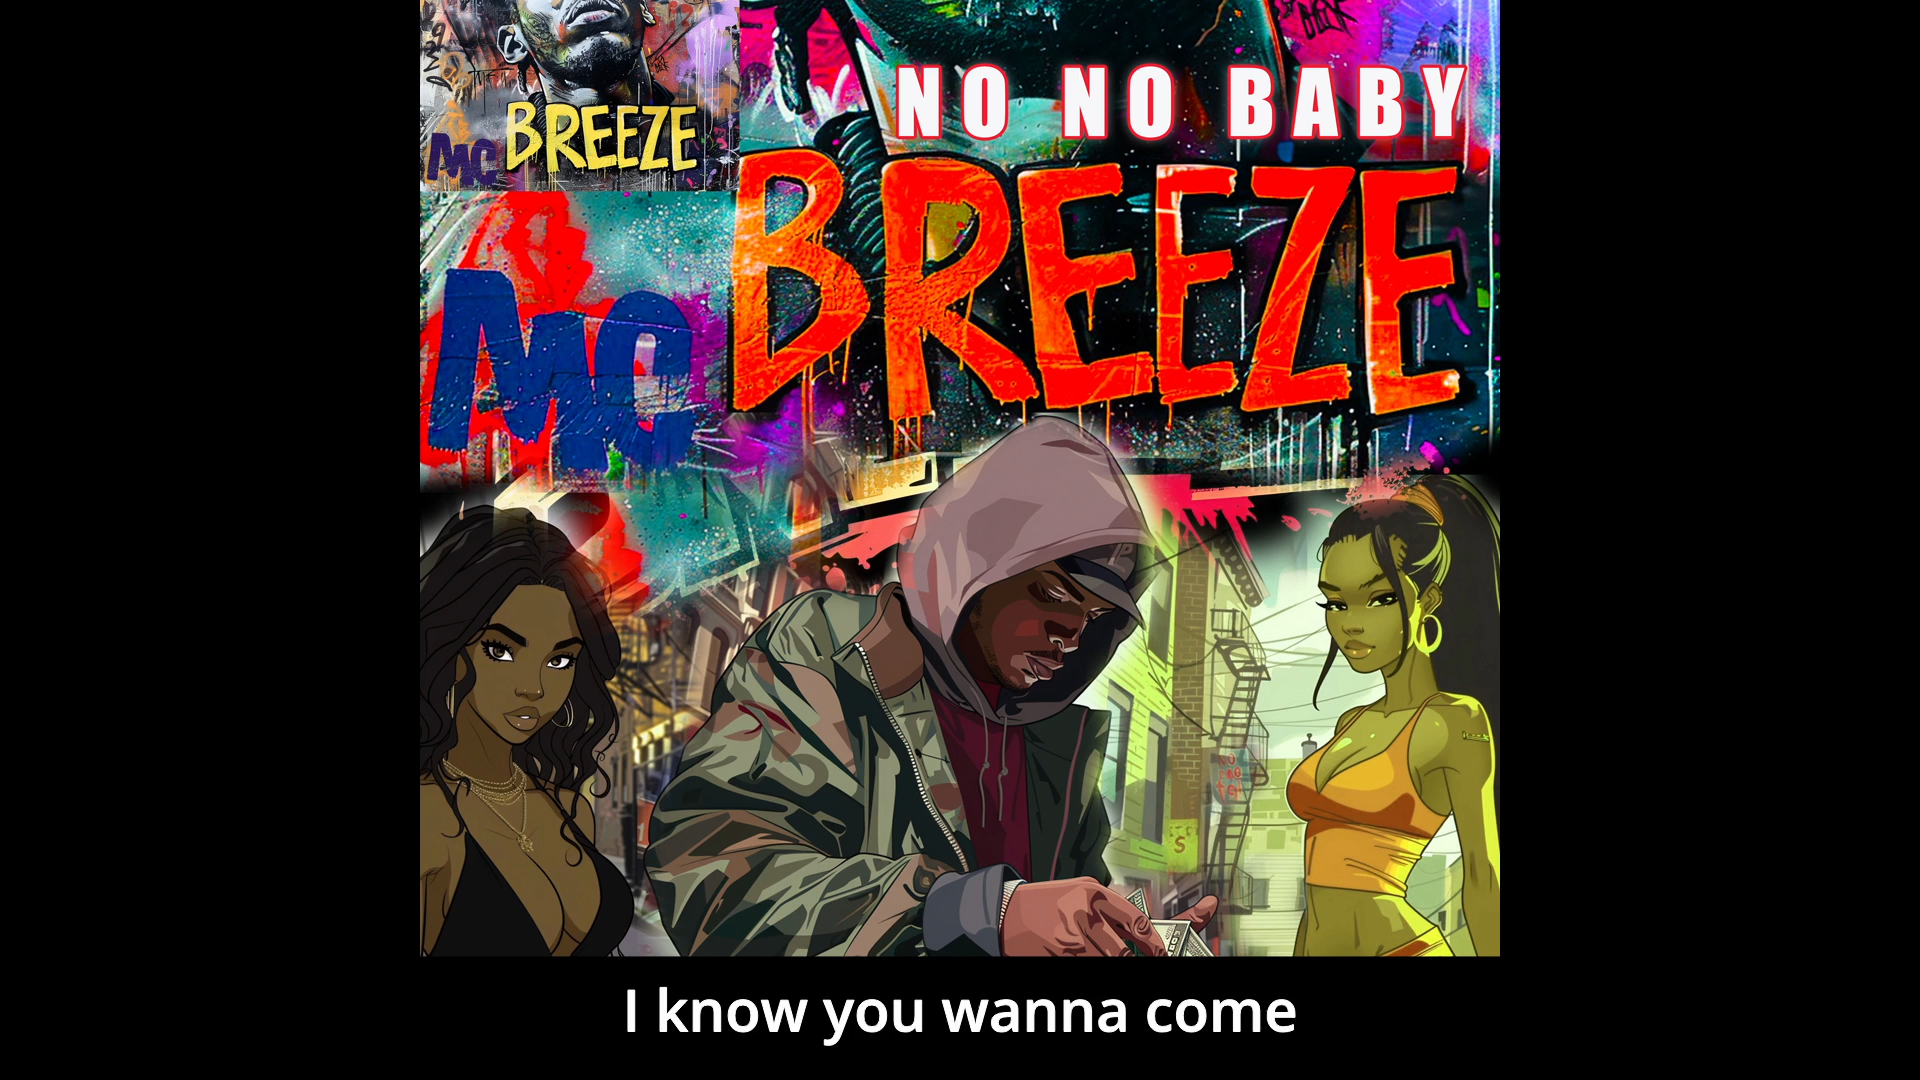 BREEZE
MC
NO NO BABY
BREEZE
MC
I know you wanna come